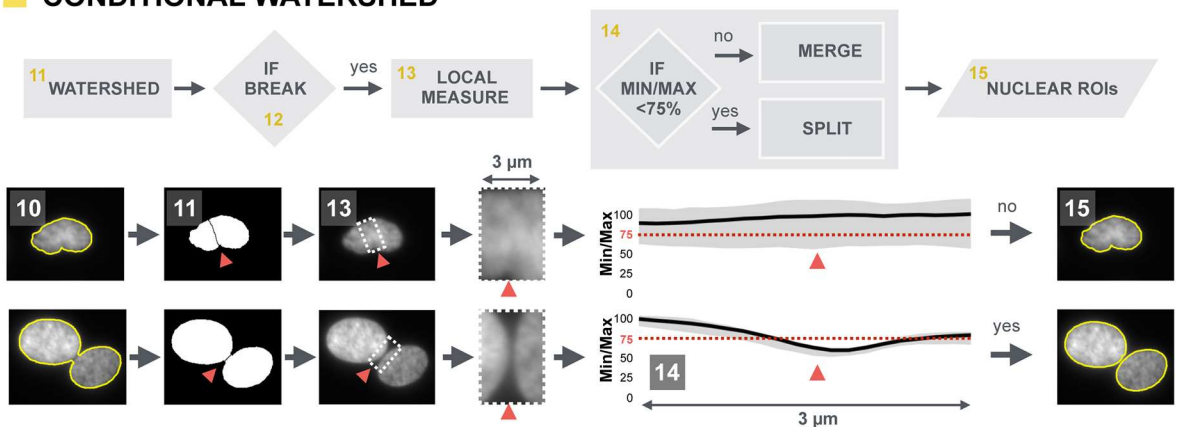 CONDITIONAL WATERSHED
11 WATERSHED
IF
BREAK
12
yes
13 LOCAL
MEASURE
14
IF
MIN/MAX
<75%
no
MERGE
yes
SPLIT
15
NUCLEAR ROIs
3 µm
10
11
13
Min/Max
100
75
50
25
0
no
15
Min/Max
100
75
50
25
0
14
yes
3 µm